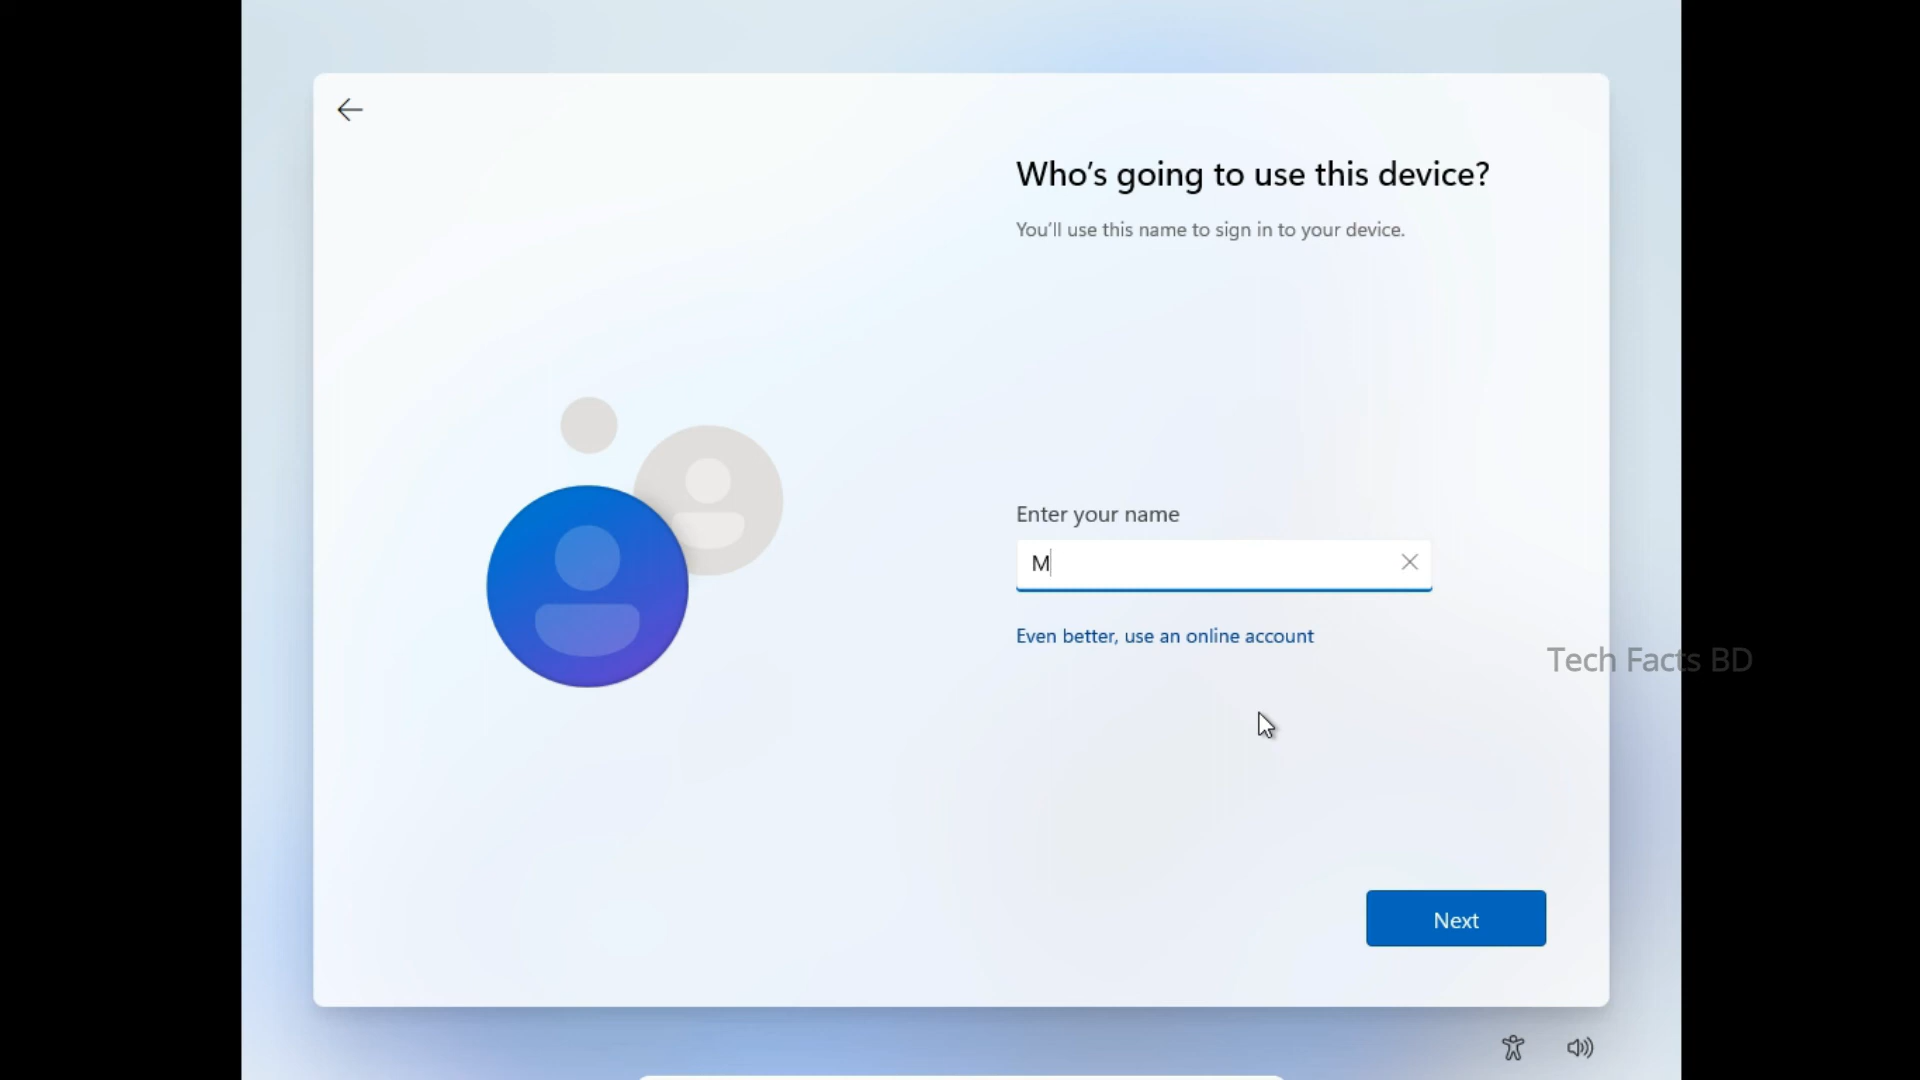 Who's going to use this device?
You'll use this name to sign in to your device.
Enter your name
M
Even better, use an online account
Tech Facts BD
Next